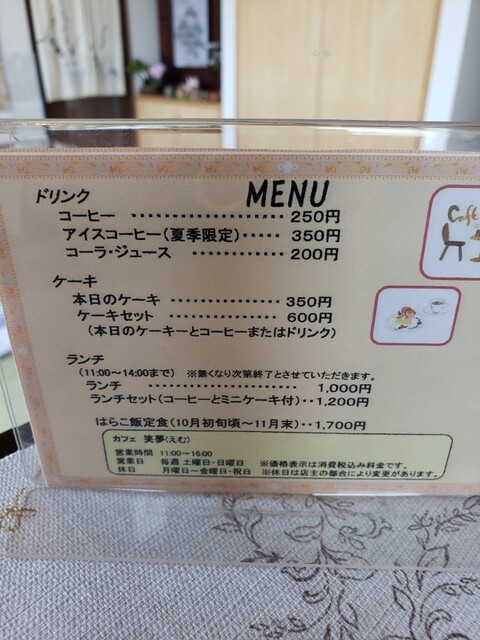 MENU
ドリンク
コーヒー ･････････････････････ 250円
アイスコーヒー(夏季限定)･････ 350円
コーラ・ジュース ･･････････････ 200円
ケーキ
本日のケーキ ･･･････････････ 350円
ケーキセット ･･･････････････ 600円
(本日のケーキーとコーヒーまたはドリンク)
ランチ
(11:00～14:00まで) ※無くなり次第終了とさせていただきます。
ランチ ･････････････････････ 1,000円
ランチセット(コーヒーとミニケーキ付)･･1,200円
はらこ飯定食(10月初旬頃～11月末)･･1,700円
カフェ 笑夢(えむ)
営業時間 11:00～16:00
営業日 毎週 土曜日・日曜日 ※価格表示は消費税込み料金です。
休日 月曜日～金曜日・祝日 ※休日は店主の都合により変更があります。
Café